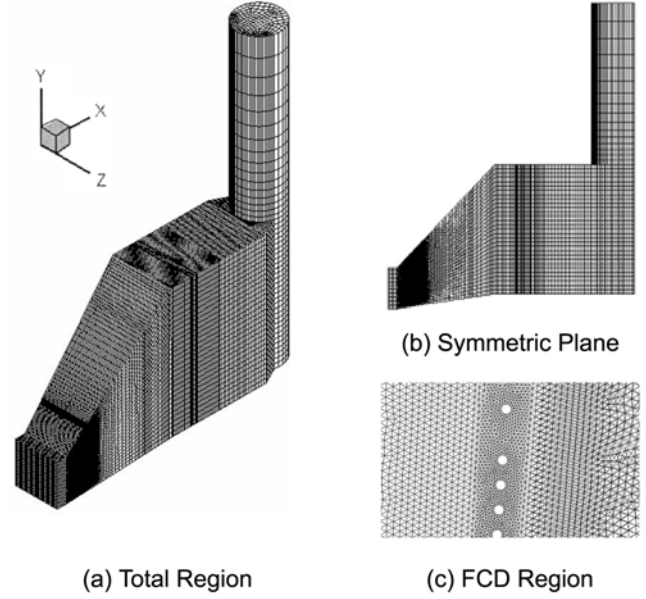 Y
X
Z
(b) Symmetric Plane
(a) Total Region
(c) FCD Region